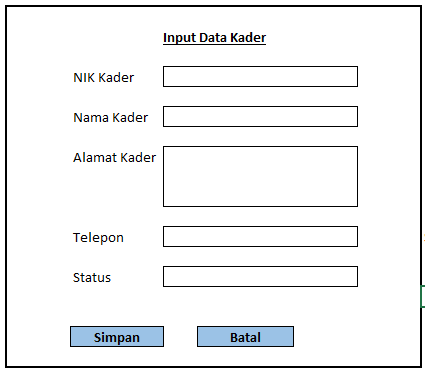 Input Data Kader
NIK Kader
Nama Kader
Alamat Kader
Telepon
Status
Simpan Batal